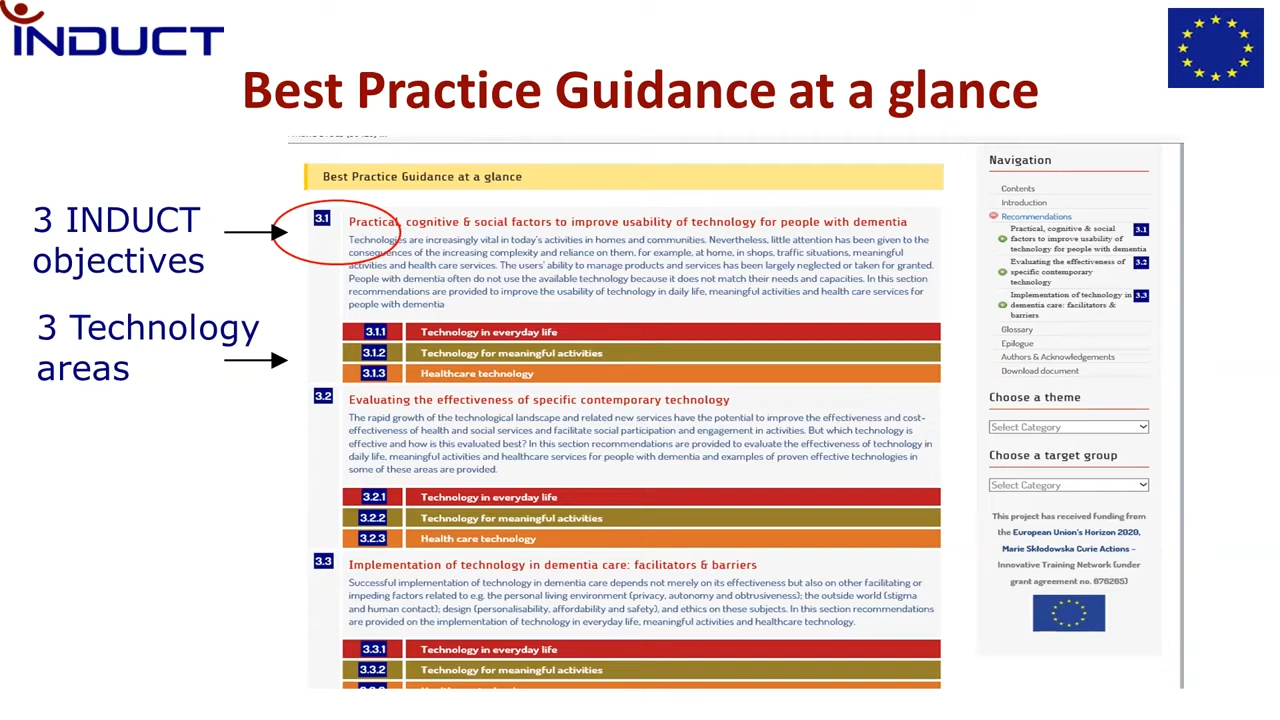 INDUCT
Best Practice Guidance at a glance
3 INDUCT
objectives
3 Technology
areas
Best Practice Guidance at a glance
3.1
Practical, cognitive & social factors to improve usability of technology for people with dementia
Technologies are increasingly vital in today's activities in homes and communities. Nevertheless, little attention has been given to the
consequences of the increasing complexity and reliance on them, for example, at home, in shops, traffic situations, meaningful
activities and health care services. The users' ability to manage products and services has been largely neglected or taken for granted.
People with dementia often do not use the available technology because it does not match their needs and capacities. In this section
recommendations are provided to improve the usability of technology in daily life, meaningful activities and health care services for
people with dementia
3.1.1 Technology in everyday life
3.1.2 Technology for meaningful activities
3.1.3 Healthcare technology
3.2
Evaluating the effectiveness of specific contemporary technology
The rapid growth of the technological landscape and related new services have the potential to improve the effectiveness and cost-
effectiveness of health and social services and facilitate social participation and engagement in activities. But which technology is
effective and how is this evaluated best? In this section recommendations are provided to evaluate the effectiveness of technology in
daily life, meaningful activities and healthcare services for people with dementia and examples of proven effective technologies in
some of these areas are provided.
3.2.1 Technology in everyday life
3.2.2 Technology for meaningful activities
3.2.3 Health care technology
3.3
Implementation of technology in dementia care: facilitators & barriers
Successful implementation of technology in dementia care depends not merely on its effectiveness but also on other facilitating or
impeding factors related to e.g. the personal living environment (privacy, autonomy and obtrusiveness); the outside world (stigma
and human contact); design (personalisability, affordability and safety), and ethics on these subjects. In this section recommendations
are provided on the implementation of technology in everyday life, meaningful activities and healthcare technology.
3.3.1 Technology in everyday life
3.3.2 Technology for meaningful activities
Navigation
Contents
Introduction
Recommendations
Practical, cognitive & social 3.1
factors to improve usability of
technology for people with dementia
Evaluating the effectiveness of 3.2
specific contemporary
technology
Implementation of technology in 3.3
dementia care: facilitators &
barriers
Glossary
Epilogue
Authors & Acknowledgements
Download document
Choose a theme
Select Category
Choose a target group
Select Category
This project has received funding from
the European Union's Horizon 2020,
Marie Skłodowska Curie Actions –
Innovative Training Network (under
grant agreement no. 676265)